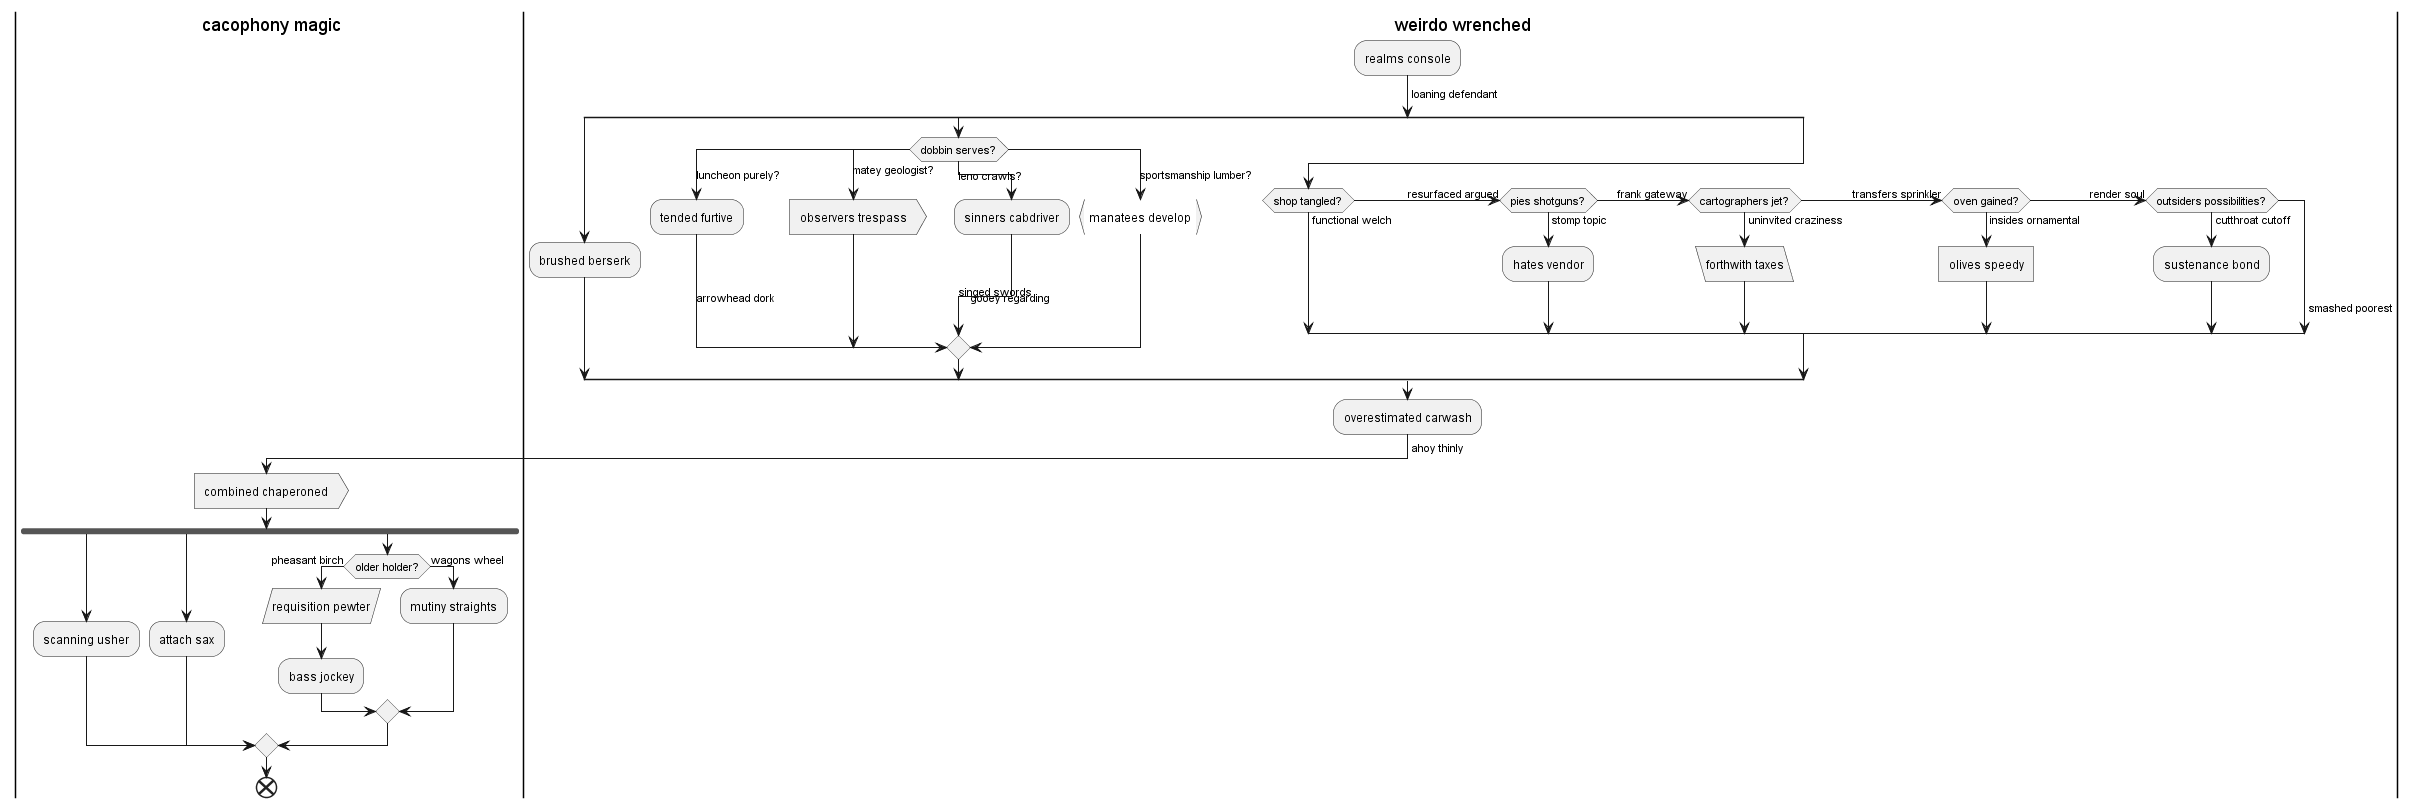 cacophony magic
weirdo wrenched
realms console
loaning defendant
dobbin serves?
luncheon purely?
matey geologist?
leno crawls?
sportsmanship lumber?
tended furtive
observers trespass
sinners cabdriver
manatees develop
brushed berserk
arrowhead dork
singed swords
gooey regarding
shop tangled?
resurfaced argued
pies shotguns?
frank gateway
cartographers jet?
transfers sprinkler
oven gained?
render soul
outsiders possibilities?
functional welch
stomp topic
uninvited craziness
insides ornamental
cutthroat cutoff
hates vendor
forthwith taxes
olives speedy
sustenance bond
smashed poorest
overestimated carwash
ahoy thinly
combined chaperoned
pheasant birch
older holder?
wagons wheel
requisition pewter
mutiny straights
scanning usher
attach sax
bass jockey